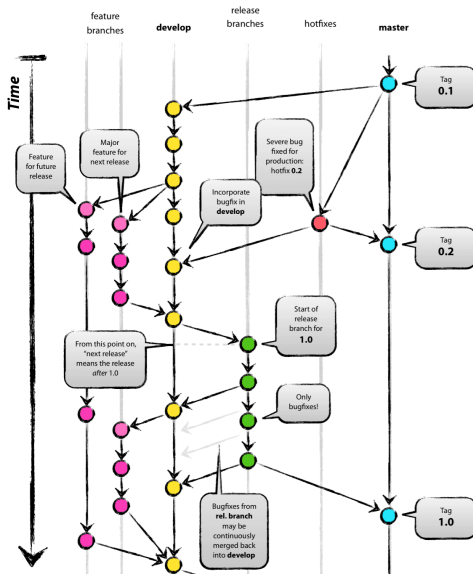 feature
branches
develop
release
branches
hotfixes
master
Time
Tag
0.1
Feature
for future
release
Major
feature for
next release
Severe bug
fixed for
production:
hotfix 0.2
Incorporate
bugfix in
develop
Tag
0.2
Start of
release
branch for
1.0
From this point on,
"next release"
means the release
after 1.0
Only
bugfixes!
Bugfixes from
rel. branch
may be
continuously
merged back
into develop
Tag
1.0